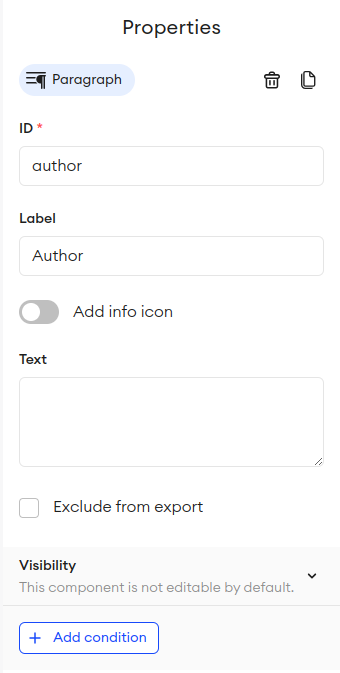 Properties
Paragraph
ID *
author
Label
Author
Add info icon
Text
Exclude from export
Visibility
This component is not editable by default.
+ Add condition